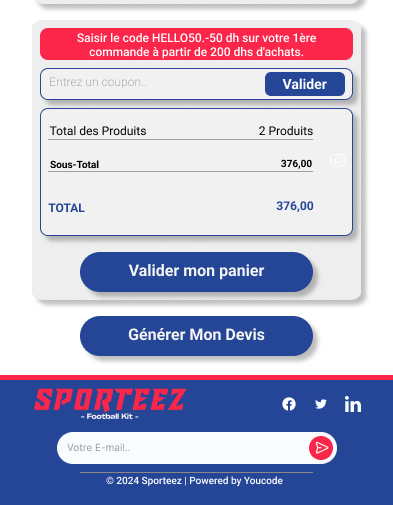 Saisir le code HELLO50.-50 dh sur votre 1ère
commande à partir de 200 dhs d'achats.
Entrez un coupon..
Valider
Total des Produits 2 Produits
Sous-Total 376,00
TOTAL 376,00
Valider mon panier
Générer Mon Devis
SPORTEEZ
- Football Kit -
Votre E-mail..
© 2024 Sporteez | Powered by Youcode